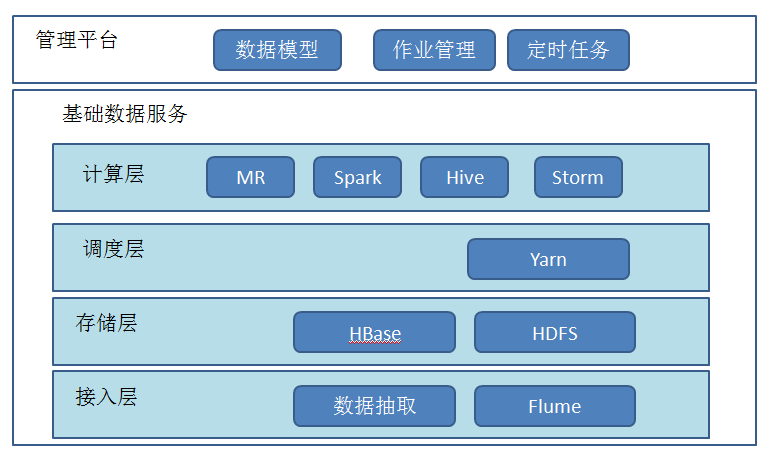 管理平台 数据模型 作业管理 定时任务
基础数据服务
计算层 MR Spark Hive Storm
调度层 Yarn
存储层 HBase HDFS
接入层 数据抽取 Flume